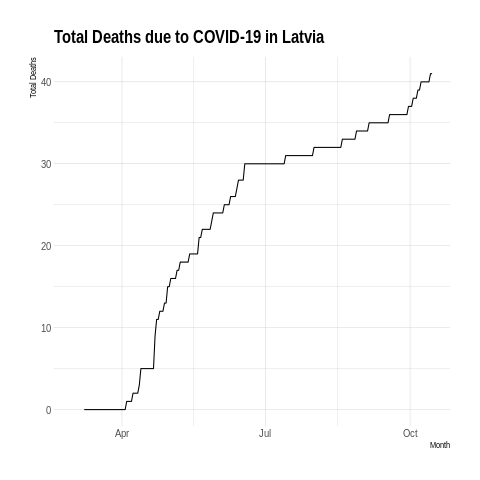 Total Deaths due to COVID-19 in Latvia
Total Deaths
40
30
20
10
0
Apr
Jul
Oct
Month